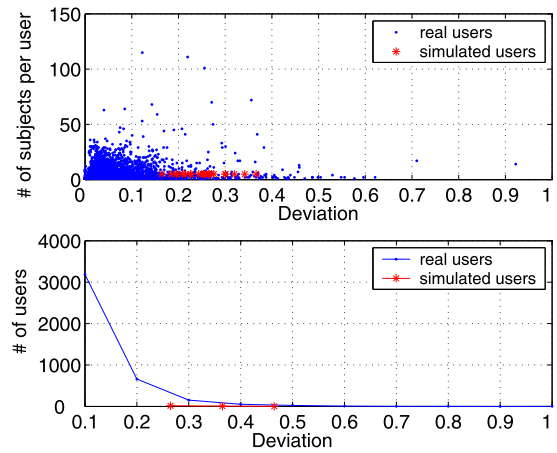 # of subjects per user
150
100
50
0
real users
simulated users
0 0.1 0.2 0.3 0.4 0.5 0.6 0.7 0.8 0.9 1
Deviation
# of users
4000
3000
2000
1000
0
real users
simulated users
0.1 0.2 0.3 0.4 0.5 0.6 0.7 0.8 0.9 1
Deviation